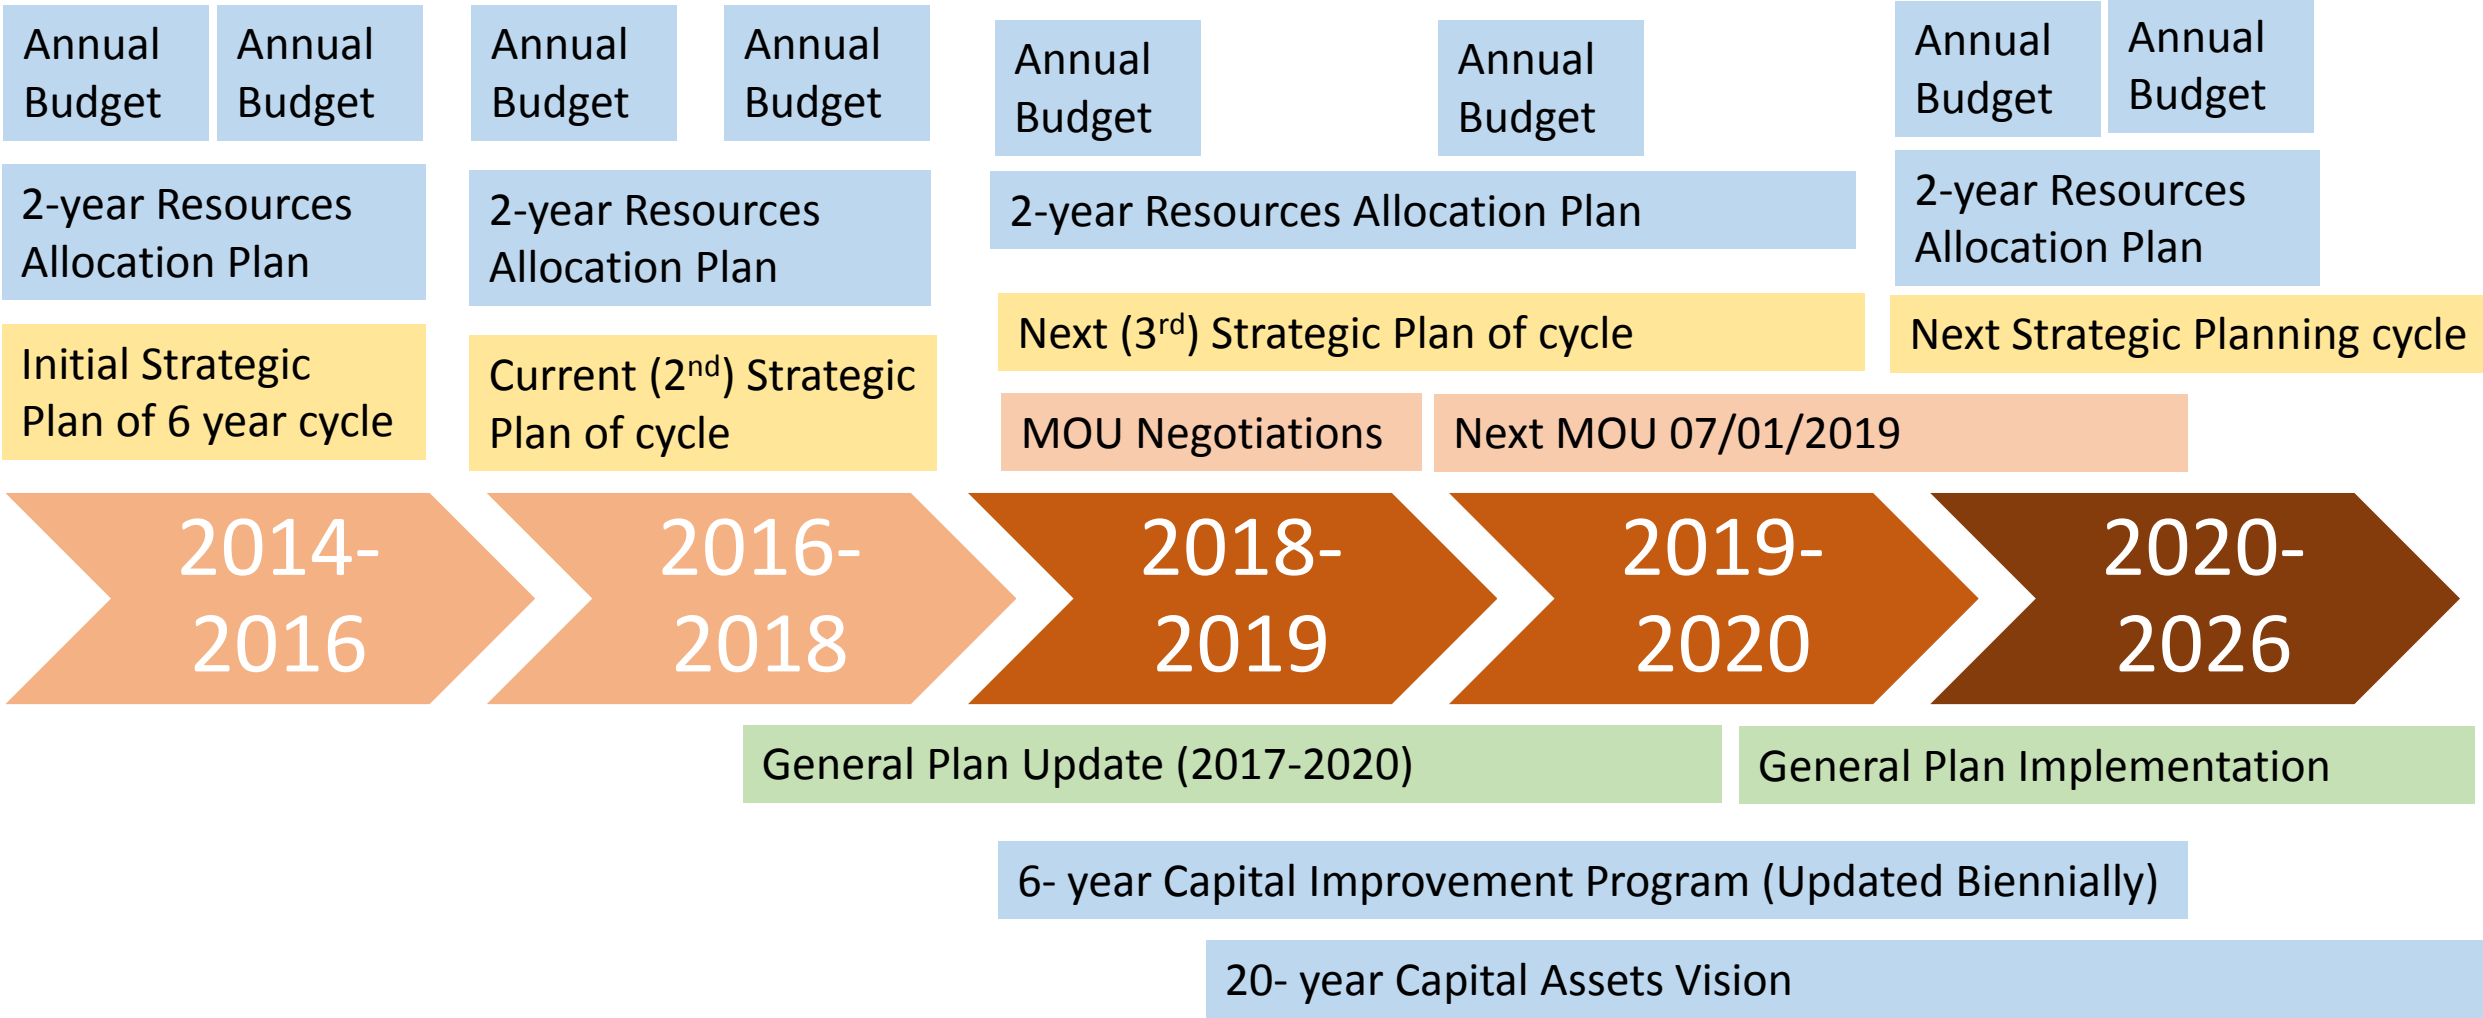 Annual
Budget
Annual
Budget
Annual
Budget
Annual
Budget
Annual
Budget
Annual
Budget
Annual
Budget
Annual
Budget
2-year Resources
Allocation Plan
2-year Resources
Allocation Plan
2-year Resources Allocation Plan
2-year Resources
Allocation Plan
Initial Strategic
Plan of 6 year cycle
Current (2nd) Strategic
Plan of cycle
Next (3rd) Strategic Plan of cycle
Next Strategic Planning cycle
MOU Negotiations
Next MOU 07/01/2019
2014-
2016
2016-
2018
2018-
2019
2019-
2020
2020-
2026
General Plan Update (2017-2020)
General Plan Implementation
6- year Capital Improvement Program (Updated Biennially)
20- year Capital Assets Vision